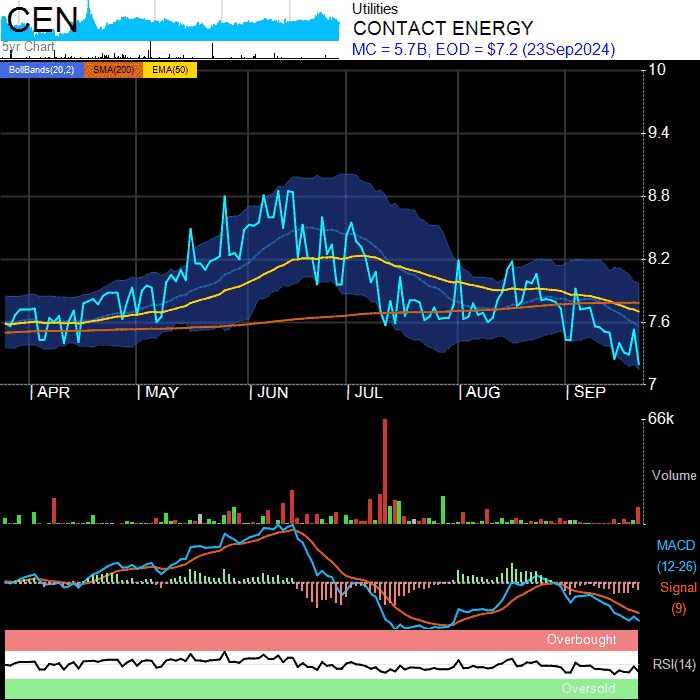 CEN
5yr Chart
Utilities
CONTACT ENERGY
MC = 5.7B, EOD = $7.2 (23Sep2024)
BollBands(20,2) SMA(200) EMA(50)
10
9.4
8.8
8.2
7.6
7
APR MAY JUN JUL AUG SEP
66k
Volume
MACD
(12-26)
Signal
(9)
Overbought
RSI(14)
Oversold